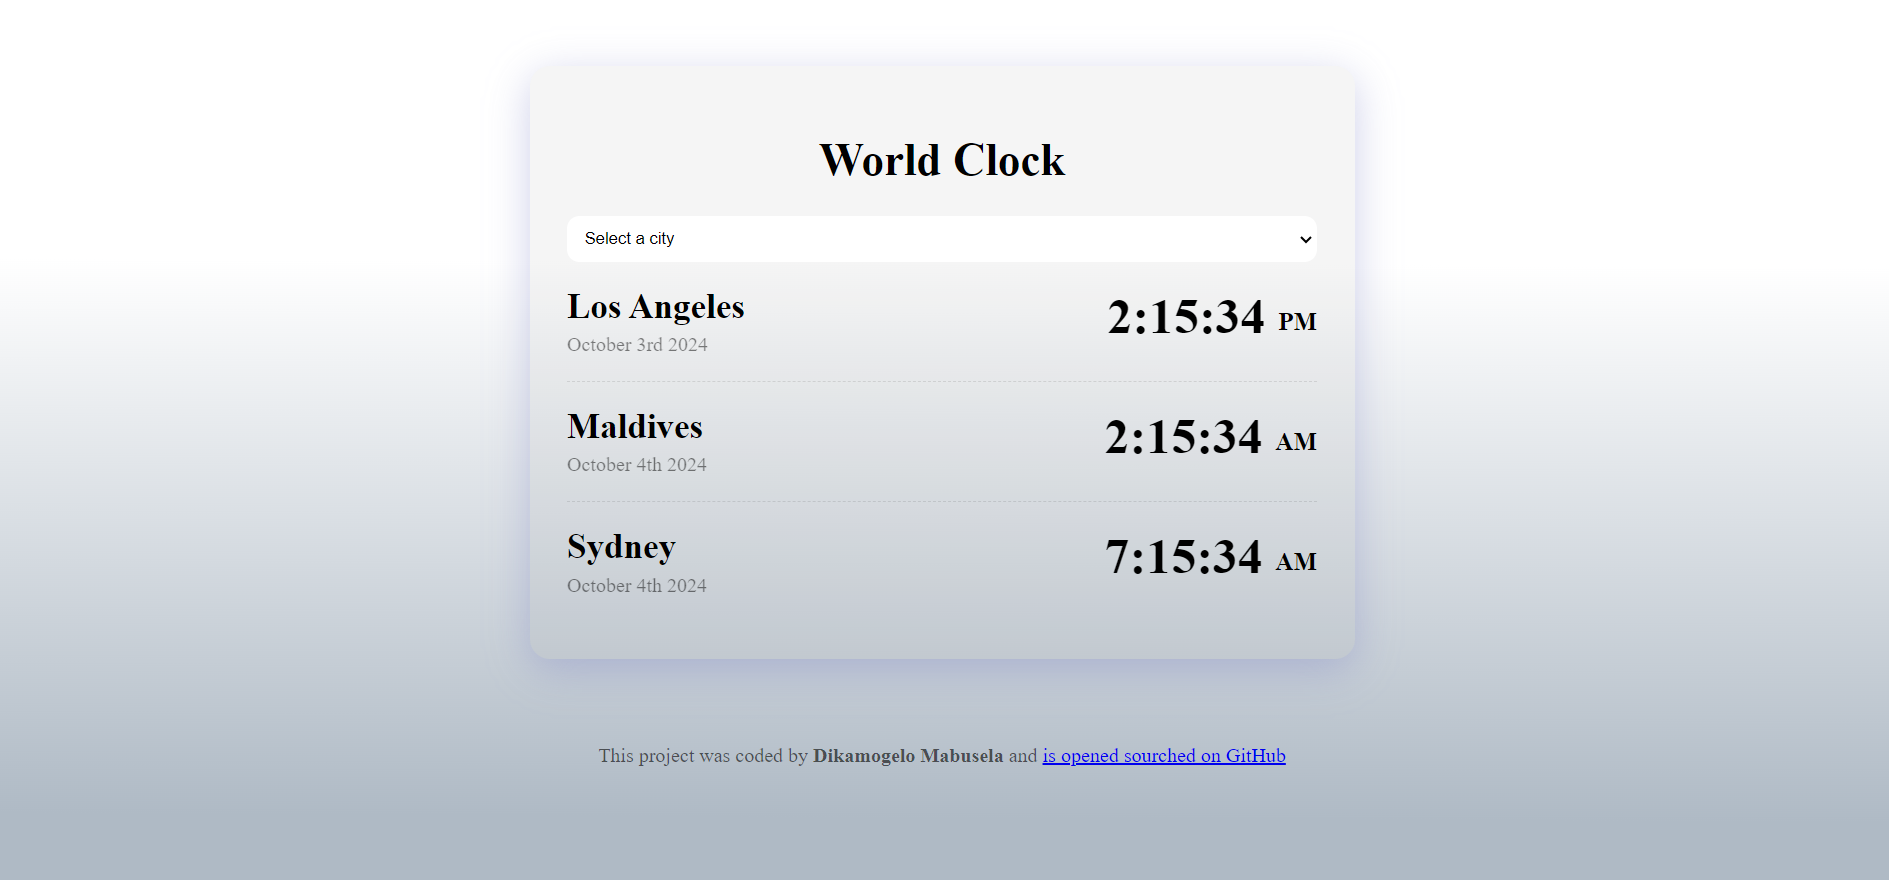 World Clock
Select a city
Los Angeles
2:15:34 PM
October 3rd 2024
Maldives
2:15:34 AM
October 4th 2024
Sydney
7:15:34 AM
October 4th 2024
This project was coded by Dikamogelo Mabusela and is opened sourched on GitHub